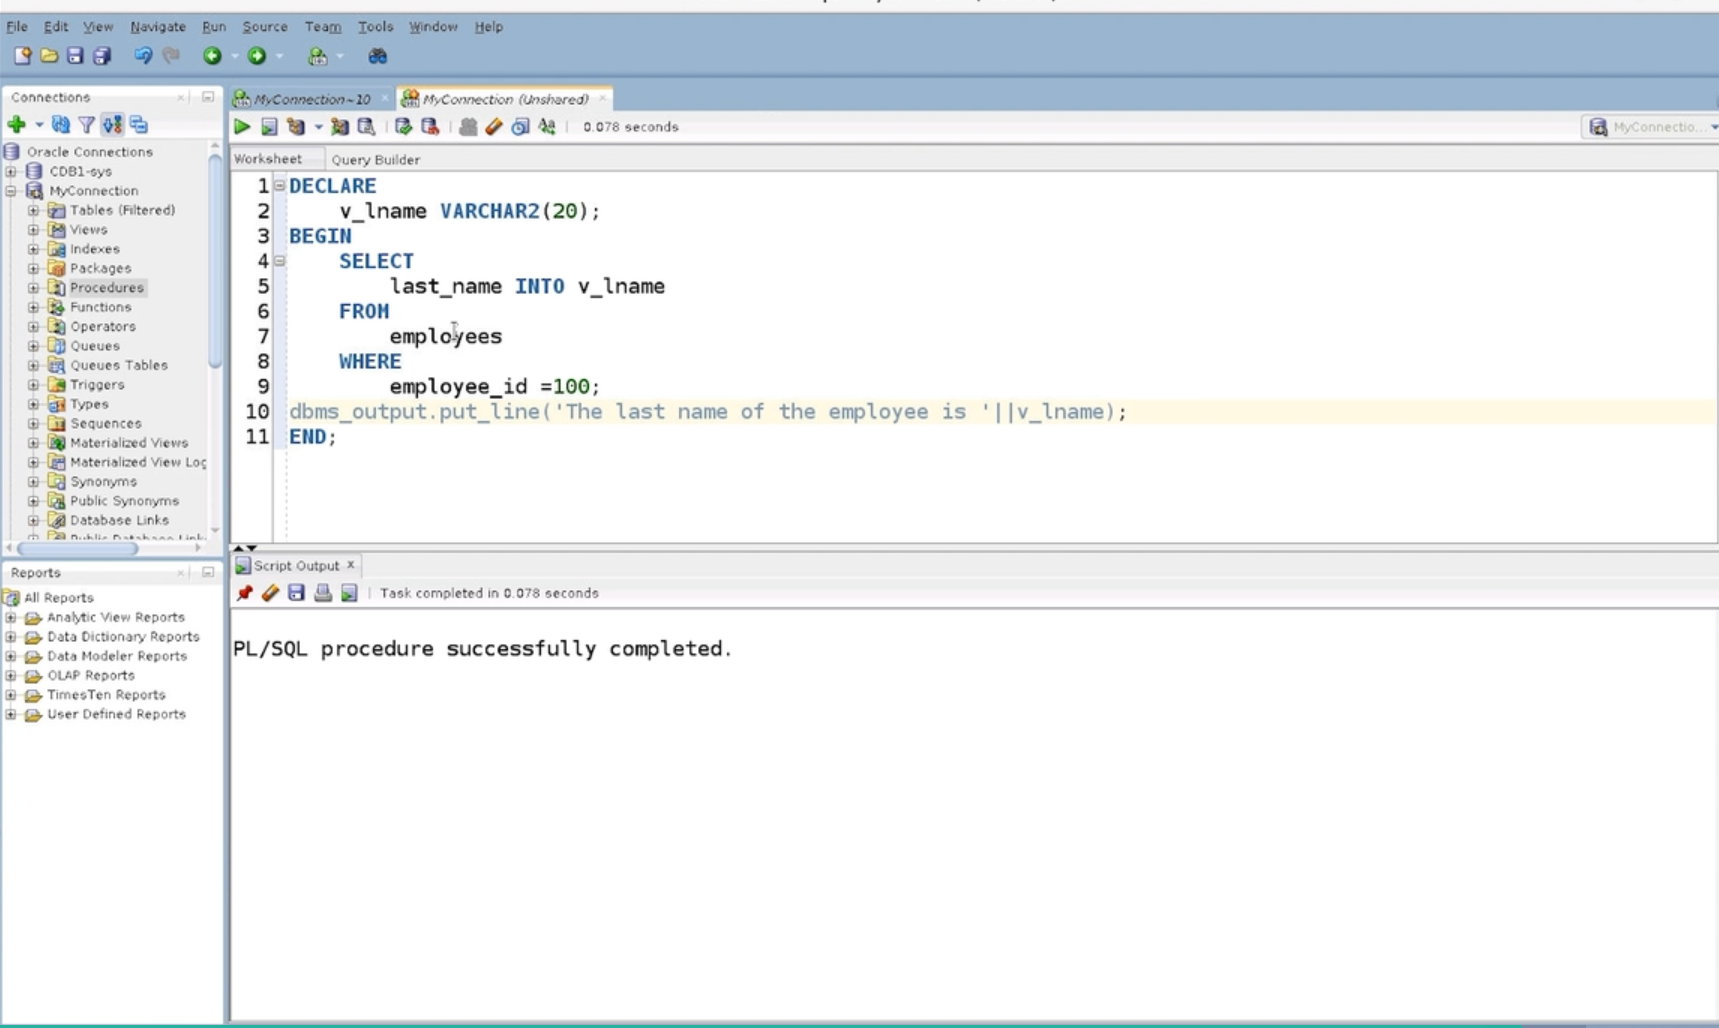 File Edit View Navigate Run Source Team Tools Window Help
Connections
Oracle Connections
CDB1-sys
MyConnection
Tables (Filtered)
Views
Indexes
Packages
Procedures
Functions
Operators
Queues
Queues Tables
Triggers
Types
Sequences
Materialized Views
Materialized View Log
Synonyms
Public Synonyms
Database Links
Reports
All Reports
Analytic View Reports
Data Dictionary Reports
Data Modeler Reports
OLAP Reports
TimesTen Reports
User Defined Reports
MyConnection~10 MyConnection (Unshared)
0.078 seconds
MyConnectio...
Worksheet Query Builder
1 DECLARE
2 v_lname VARCHAR2(20);
3 BEGIN
4 SELECT
5 last_name INTO v_lname
6 FROM
7 employees
8 WHERE
9 employee_id =100;
10 dbms_output.put_line('The last name of the employee is '||v_lname);
11 END;
Script Output x
Task completed in 0.078 seconds
PL/SQL procedure successfully completed.